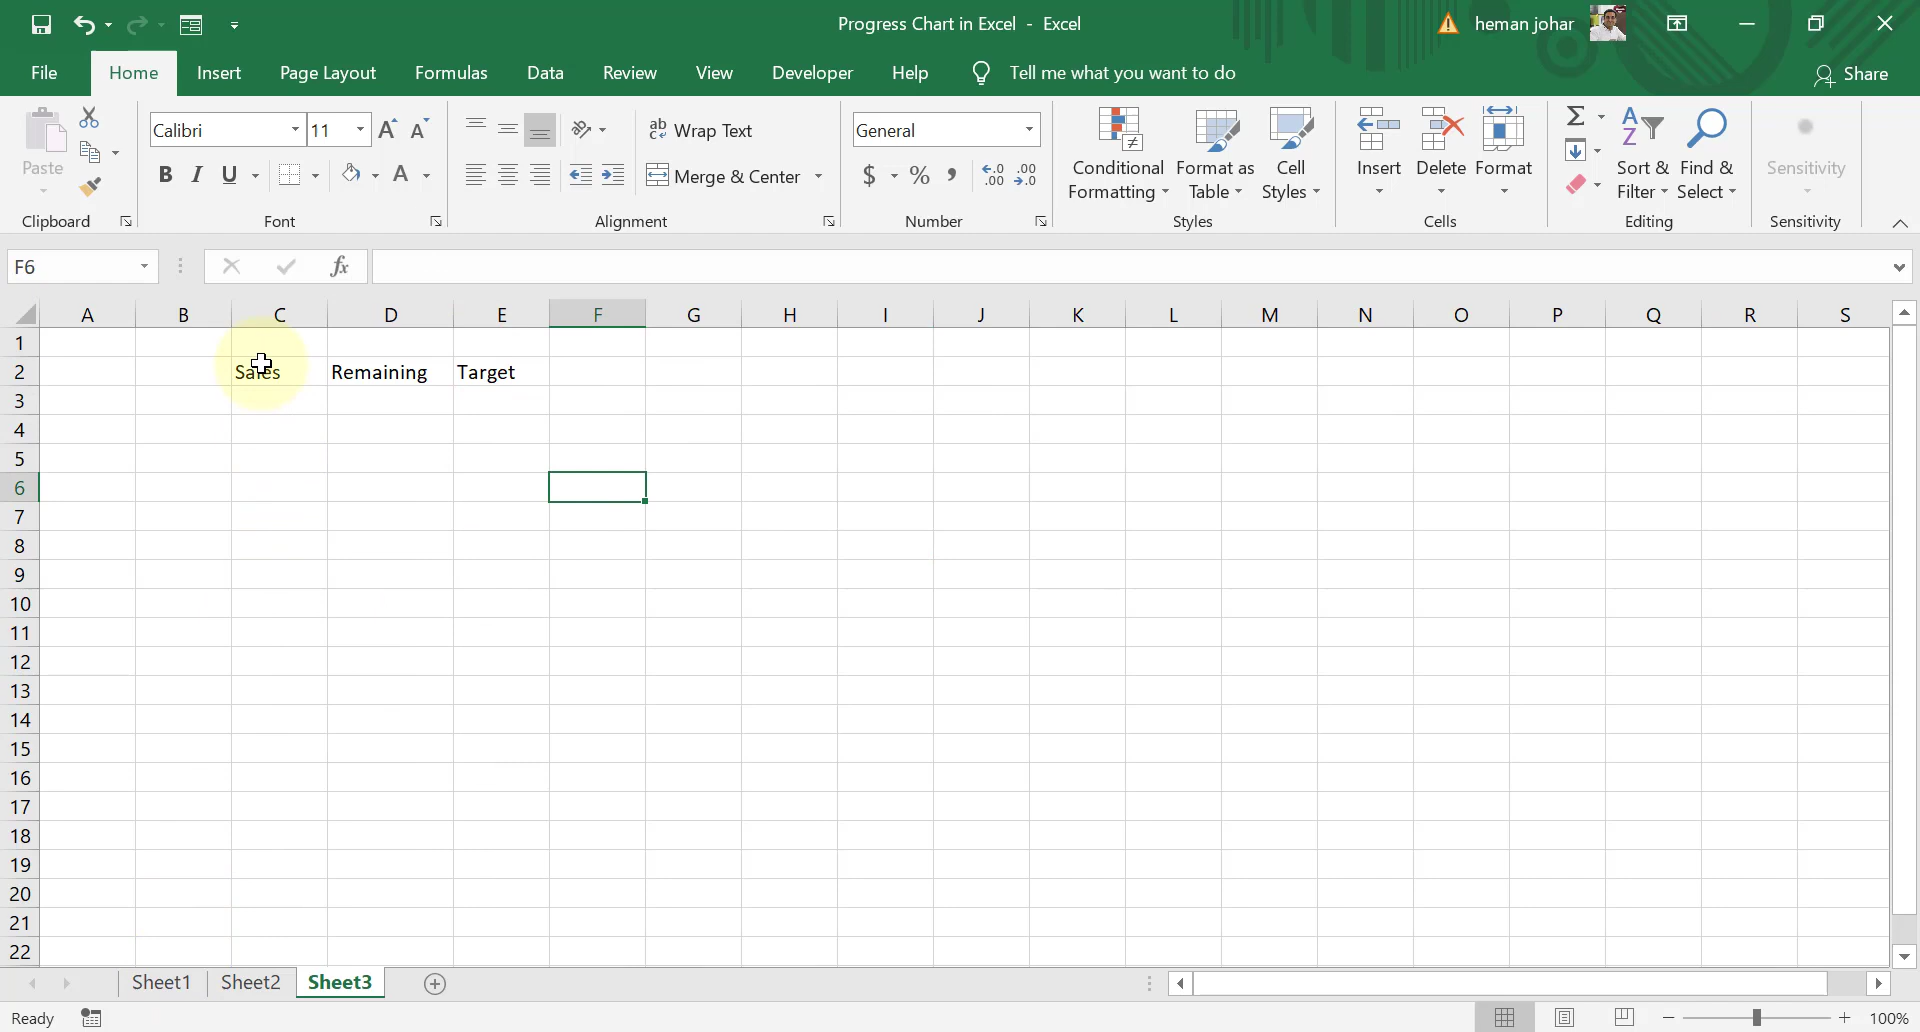 Progress Chart in Excel - Excel
heman johar
File Home Insert Page Layout Formulas Data Review View Developer Help Tell me what you want to do Share
Calibri 11 Wrap Text General
Paste B I U A Merge & Center $ % , Conditional Formatting Format as Table Cell Styles Insert Delete Format Sort & Filter Find & Select Sensitivity
Clipboard Font Alignment Number Styles Cells Editing Sensitivity
F6 fx
A B C D E F G H I J K L M N O P Q R S
1
2 Sales Remaining Target
3
4
5
6
7
8
9
10
11
12
13
14
15
16
17
18
19
20
21
22
Sheet1 Sheet2 Sheet3
Ready 100%